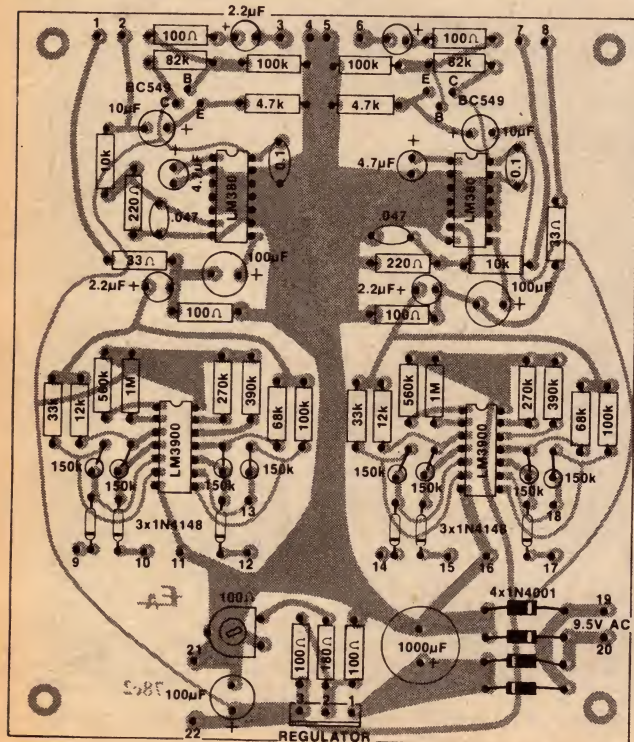 1 2 100Ω 2.2µF 3 4 5 6 100Ω 7 8
82k 100k 100k 82k
B C E 4.7k 4.7k E C B
BC549 BC549
10µF 10µF
10k 4.7µF LM380 0.1 4.7µF LM380 0.1
220Ω .047 .047 33Ω
33Ω 100µF 220Ω 10k
2.2µF 100Ω 2.2µF 100Ω 100µF
33k 12k 560k 1M 270k 390k 68k 100k
33k 12k 560k 1M 270k 390k 68k 100k
LM3900 LM3900
150k 150k 150k 150k
150k 150k 150k 150k
13 18
3x1N4148 3x1N4148
9 10 11 12 14 15 16 17
4x1N4001 19
100Ω 9.5V AC
20
21 100Ω 180Ω 100Ω 1000µF
100µF 3 2 1
22 REGULATOR